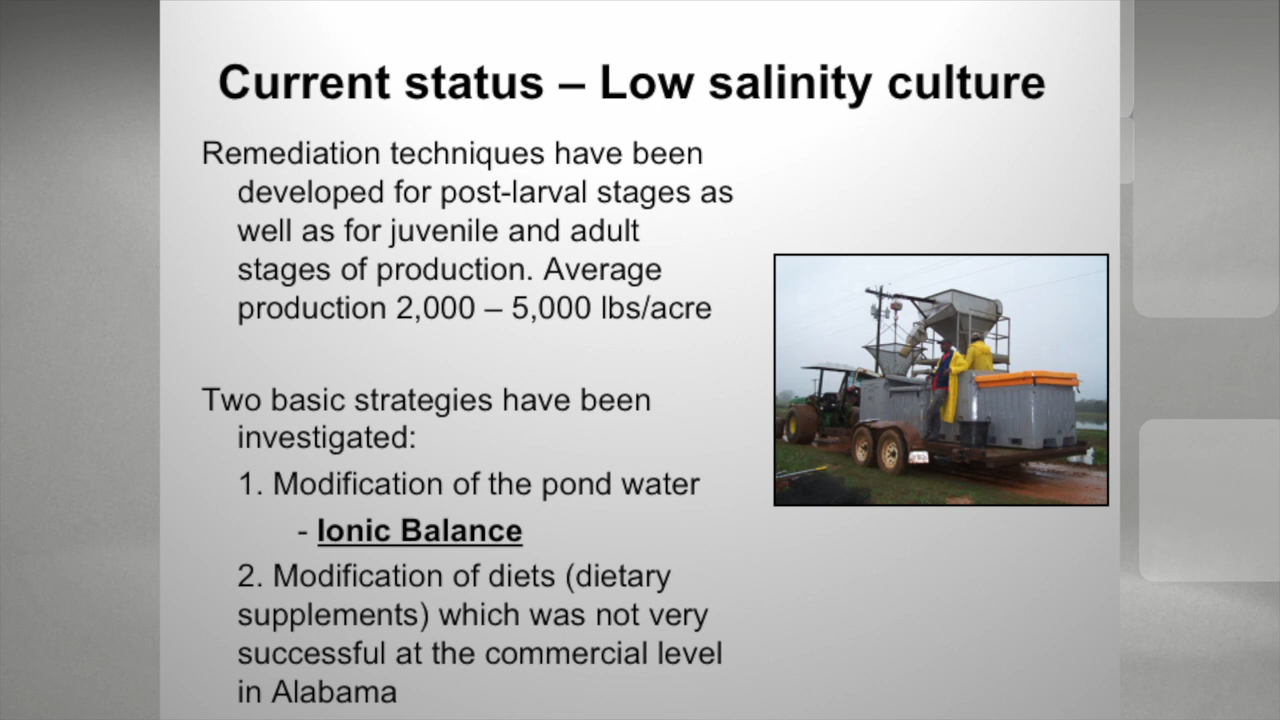 Current status – Low salinity culture
Remediation techniques have been
developed for post-larval stages as
well as for juvenile and adult
stages of production. Average
production 2,000 – 5,000 lbs/acre
Two basic strategies have been
investigated:
1. Modification of the pond water
- Ionic Balance
2. Modification of diets (dietary
supplements) which was not very
successful at the commercial level
in Alabama